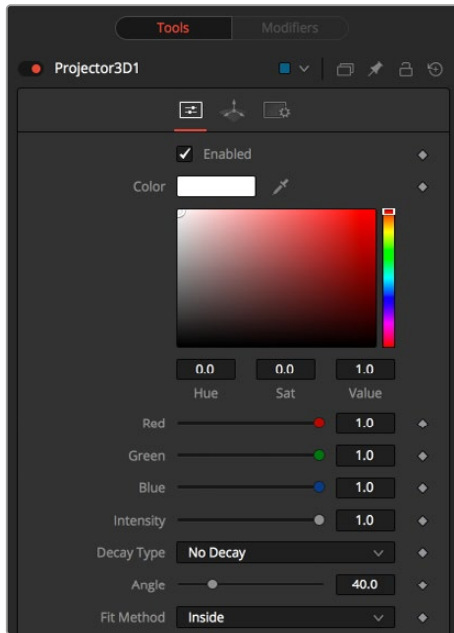 Tools Modifiers
Projector3D1
Enabled
Color
0.0 0.0 1.0
Hue Sat Value
Red 1.0
Green 1.0
Blue 1.0
Intensity 1.0
Decay Type No Decay
Angle 40.0
Fit Method Inside